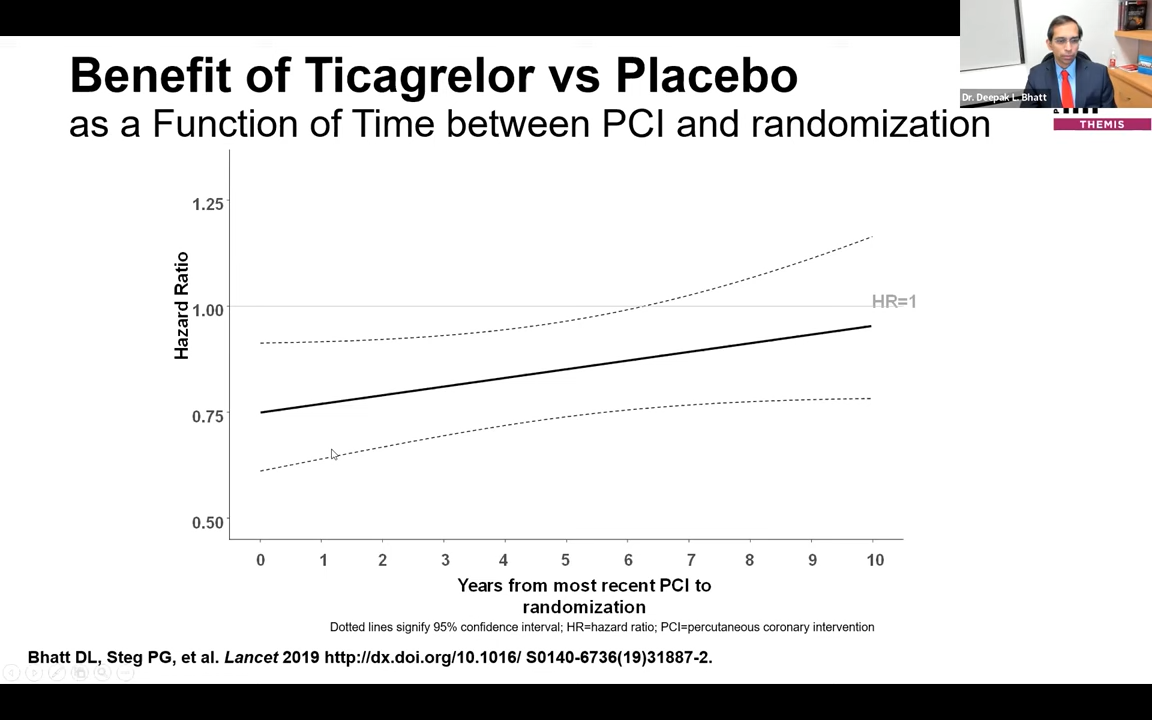 Benefit of Ticagrelor vs Placebo
as a Function of Time between PCI and randomization
Dr. Deepak L. Bhatt
THEMIS
1.25
1.00
0.75
0.50
Hazard Ratio
HR=1
0 1 2 3 4 5 6 7 8 9 10
Years from most recent PCI to
randomization
Dotted lines signify 95% confidence interval; HR=hazard ratio; PCI=percutaneous coronary intervention
Bhatt DL, Steg PG, et al. Lancet 2019 http://dx.doi.org/10.1016/ S0140-6736(19)31887-2.